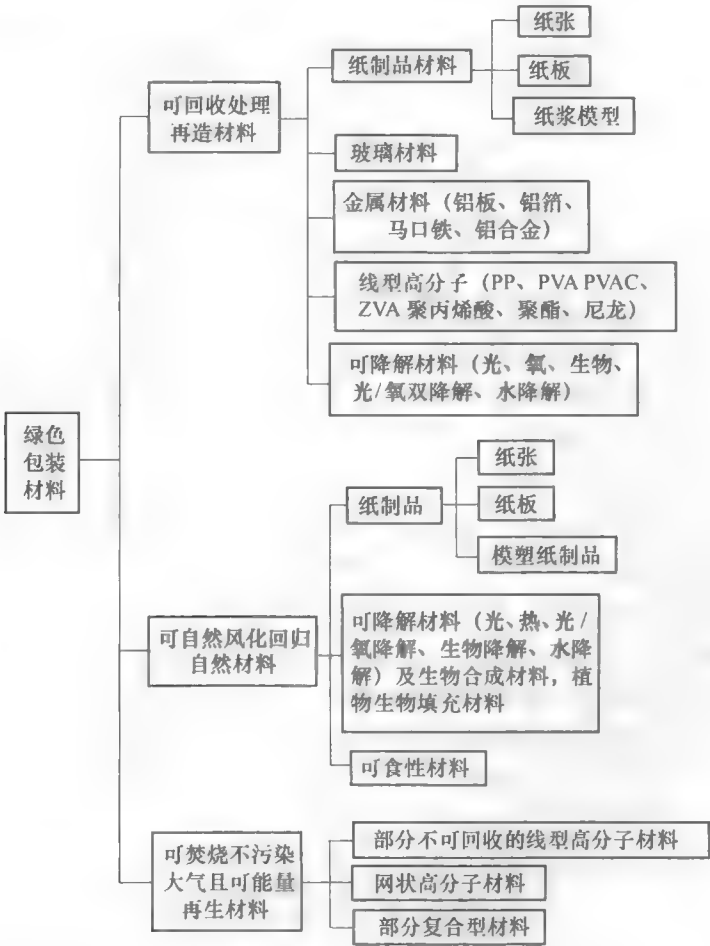 绿色
包装
材料
可回收处理
再造材料
纸制品材料
纸张
纸板
纸浆模型
玻璃材料
金属材料（铝板、铝箔、
马口铁、铝合金）
线型高分子（PP、PVA PVAC、
ZVA 聚丙烯酸、聚酯、尼龙）
可降解材料（光、氧、生物、
光/氧双降解、水降解）
可自然风化回归
自然材料
纸制品
纸张
纸板
模塑纸制品
可降解材料（光、热、光/
氧降解、生物降解、水降
解）及生物合成材料，植
物生物填充材料
可食性材料
可焚烧不污染
大气且可能量
再生材料
部分不可回收的线型高分子材料
网状高分子材料
部分复合型材料